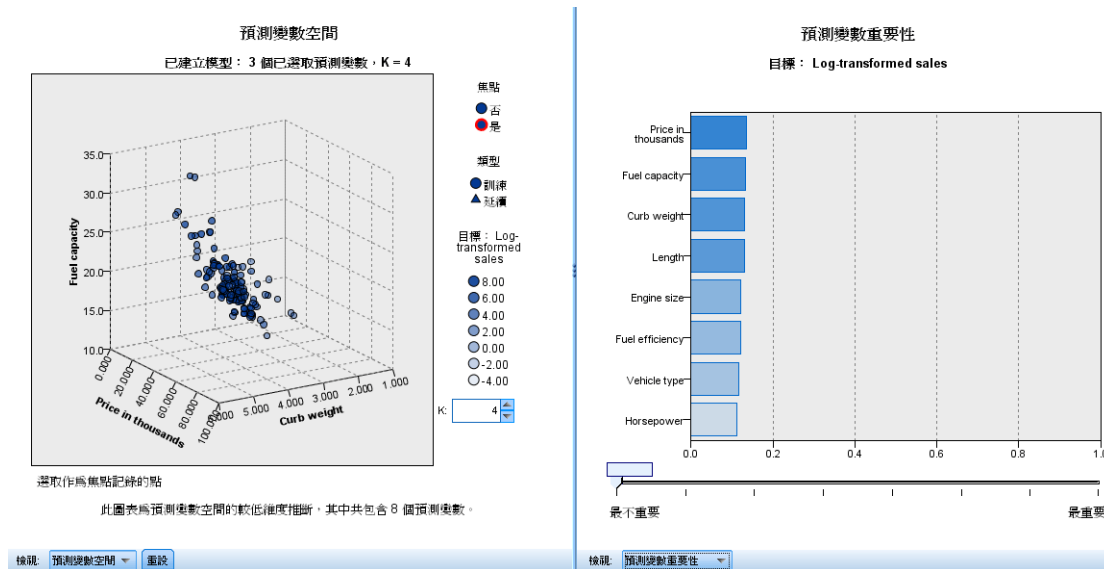 預測變數空間
已建立模型： 3 個已選取預測變數，K = 4
焦點
否
是
類型
訓練
延續
目標： Log-
transformed
sales
8.00
6.00
4.00
2.00
0.00
-2.00
-4.00
K: 4
Fuel capacity
35.0
30.0
25.0
20.0
15.0
10.0
0.000
20.000
40.000
60.000
80.000
100.000
Price in thousands
5.000
4.000
3.000
2.000
1.000
Curb weight
選取作為焦點記錄的點
此圖表為預測變數空間的較低維度推斷，其中共包含 8 個預測變數。
檢視: 預測變數空間 重設
預測變數重要性
目標： Log-transformed sales
Price in
thousands
Fuel capacity
Curb weight
Length
Engine size
Fuel efficiency
Vehicle type
Horsepower
0.0 0.2 0.4 0.6 0.8 1.0
最不重要 最重要
檢視: 預測變數重要性